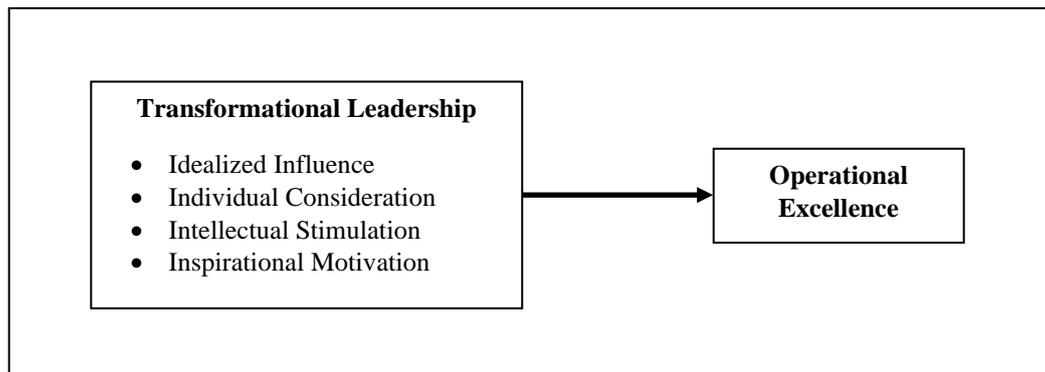 Transformational Leadership
• Idealized Influence
• Individual Consideration
• Intellectual Stimulation
• Inspirational Motivation
Operational
Excellence